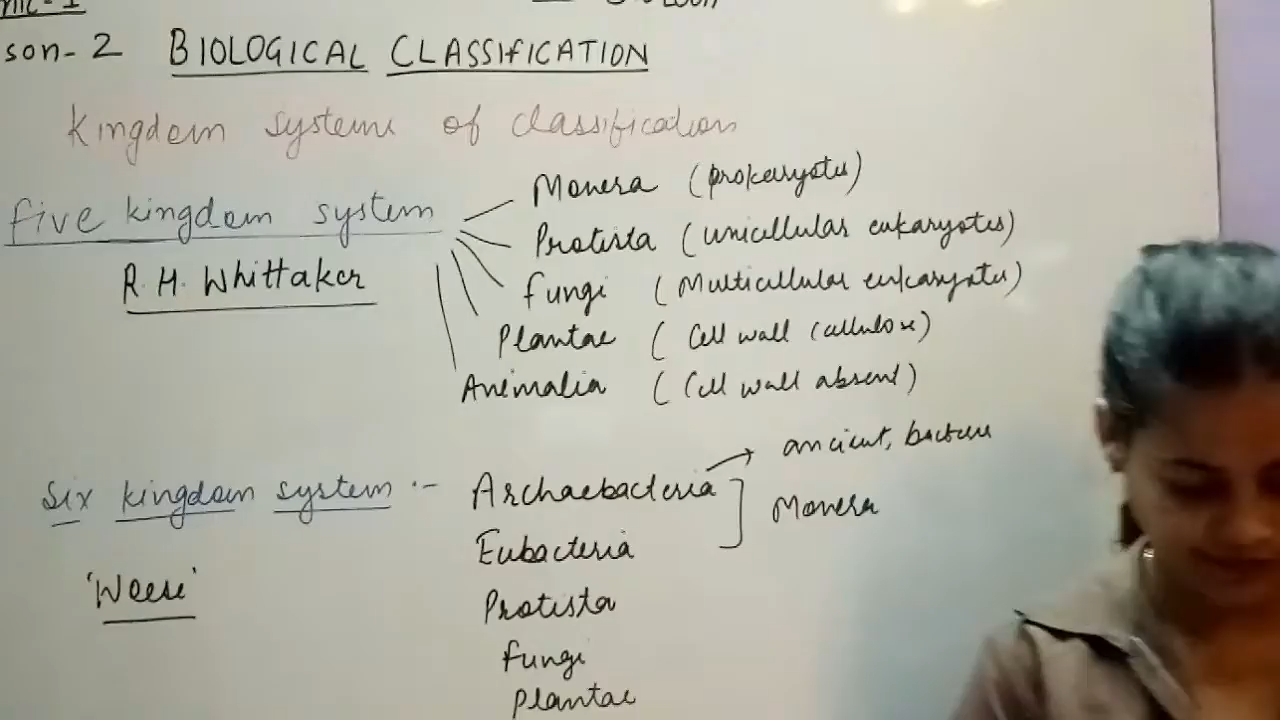 son-2 BIOLOGICAL CLASSIFICATION
Kingdom systems of classification
Five kingdom system
R.H. Whittaker
Monera (prokaryotes)
Protista (unicellular eukaryotes)
Fungi (Multicellular eukaryotes)
Plantae (Cell wall (cellulose)
Animalia (Cell wall absent)
Six kingdom system :-
'Woese'
Archaebacteria → ancient, bacteria
Eubacteria
Monera
Protista
Fungi
Plantae